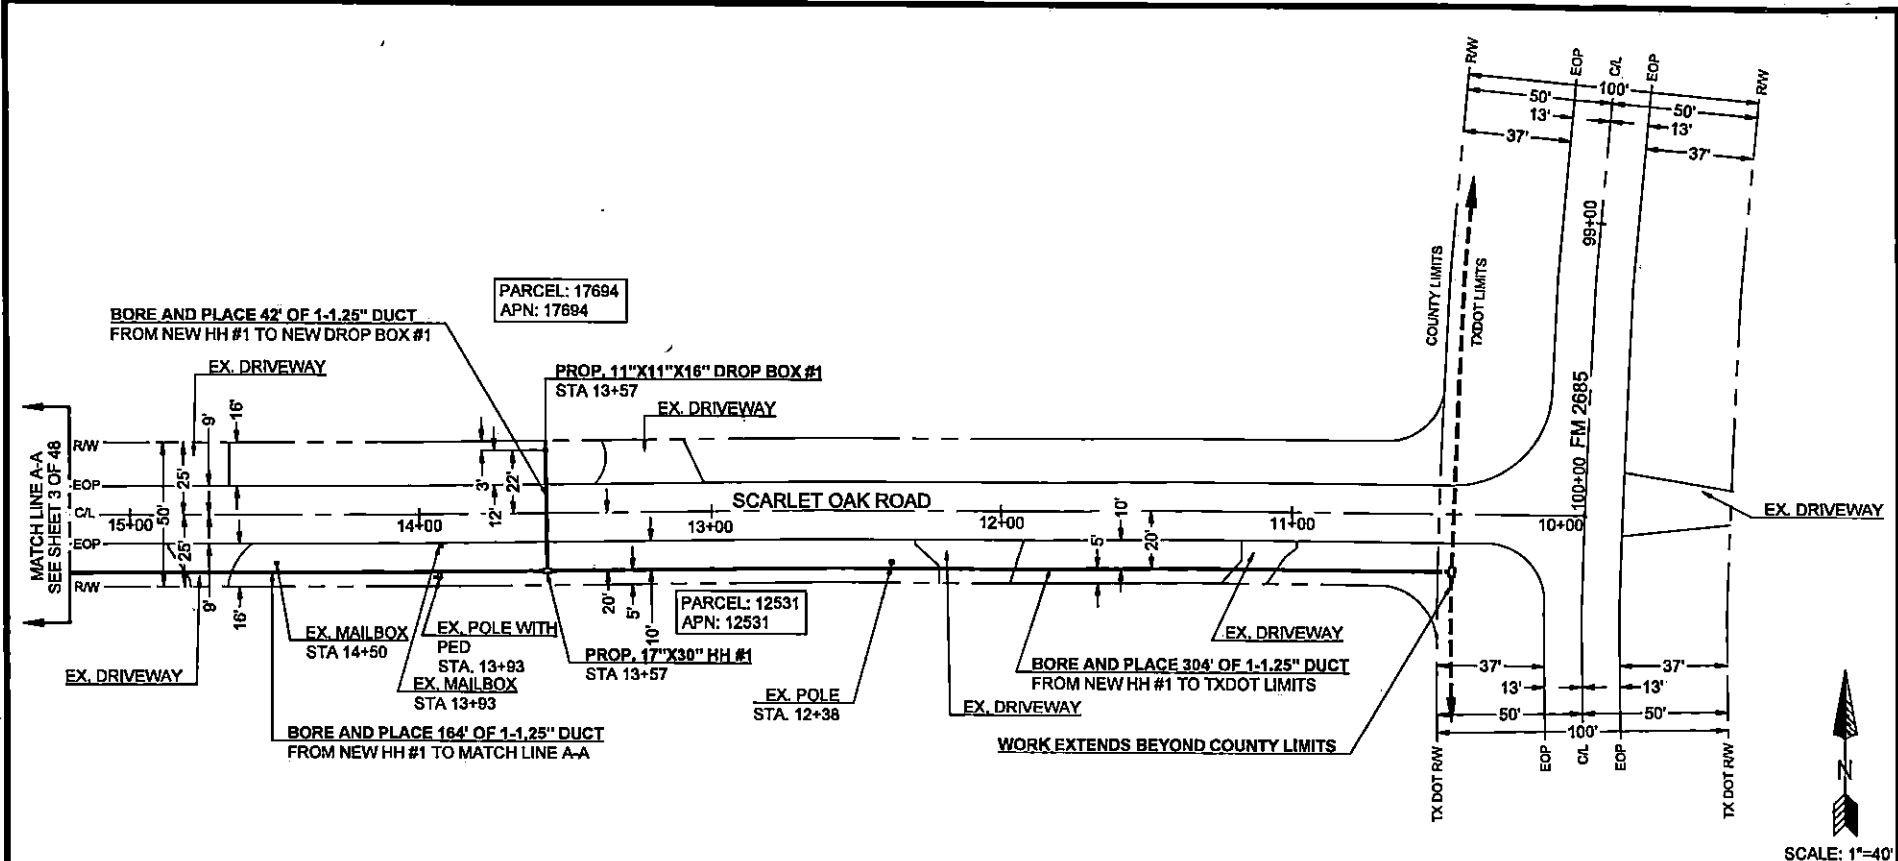 R/W
EOP
C/L
EOP
R/W
100'
50'
50'
13'
13'
37'
37'
99+00
COUNTY LIMITS
TXDOT LIMITS
100+00 FM 2685
PARCEL: 17694
APN: 17694
BORE AND PLACE 42' OF 1-1.25" DUCT
FROM NEW HH #1 TO NEW DROP BOX #1
EX. DRIVEWAY
PROP. 11"X11"X16" DROP BOX #1
STA 13+57
EX. DRIVEWAY
MATCH LINE A-A
SEE SHEET 3 OF 48
R/W
EOP
C/L
EOP
R/W
50'
25'
25'
9'
9'
16'
16'
3'
12'
22'
SCARLET OAK ROAD
15+00
14+00
13+00
12+00
11+00
10+00
20'
5'
10'
5'
10'
20'
EX. DRIVEWAY
PARCEL: 12531
APN: 12531
EX. MAILBOX
STA 14+50
EX. POLE WITH
PED
STA. 13+93
EX. MAILBOX
STA 13+93
PROP. 17"X30" HH #1
STA 13+57
EX. DRIVEWAY
EX. DRIVEWAY
BORE AND PLACE 304' OF 1-1.25" DUCT
FROM NEW HH #1 TO TXDOT LIMITS
EX. POLE
STA. 12+38
EX. DRIVEWAY
BORE AND PLACE 164' OF 1-1.25" DUCT
FROM NEW HH #1 TO MATCH LINE A-A
WORK EXTENDS BEYOND COUNTY LIMITS
37'
37'
13'
13'
50'
50'
100'
TX DOT R/W
EOP
C/L
EOP
TX DOT R/W
N
SCALE: 1"=40'